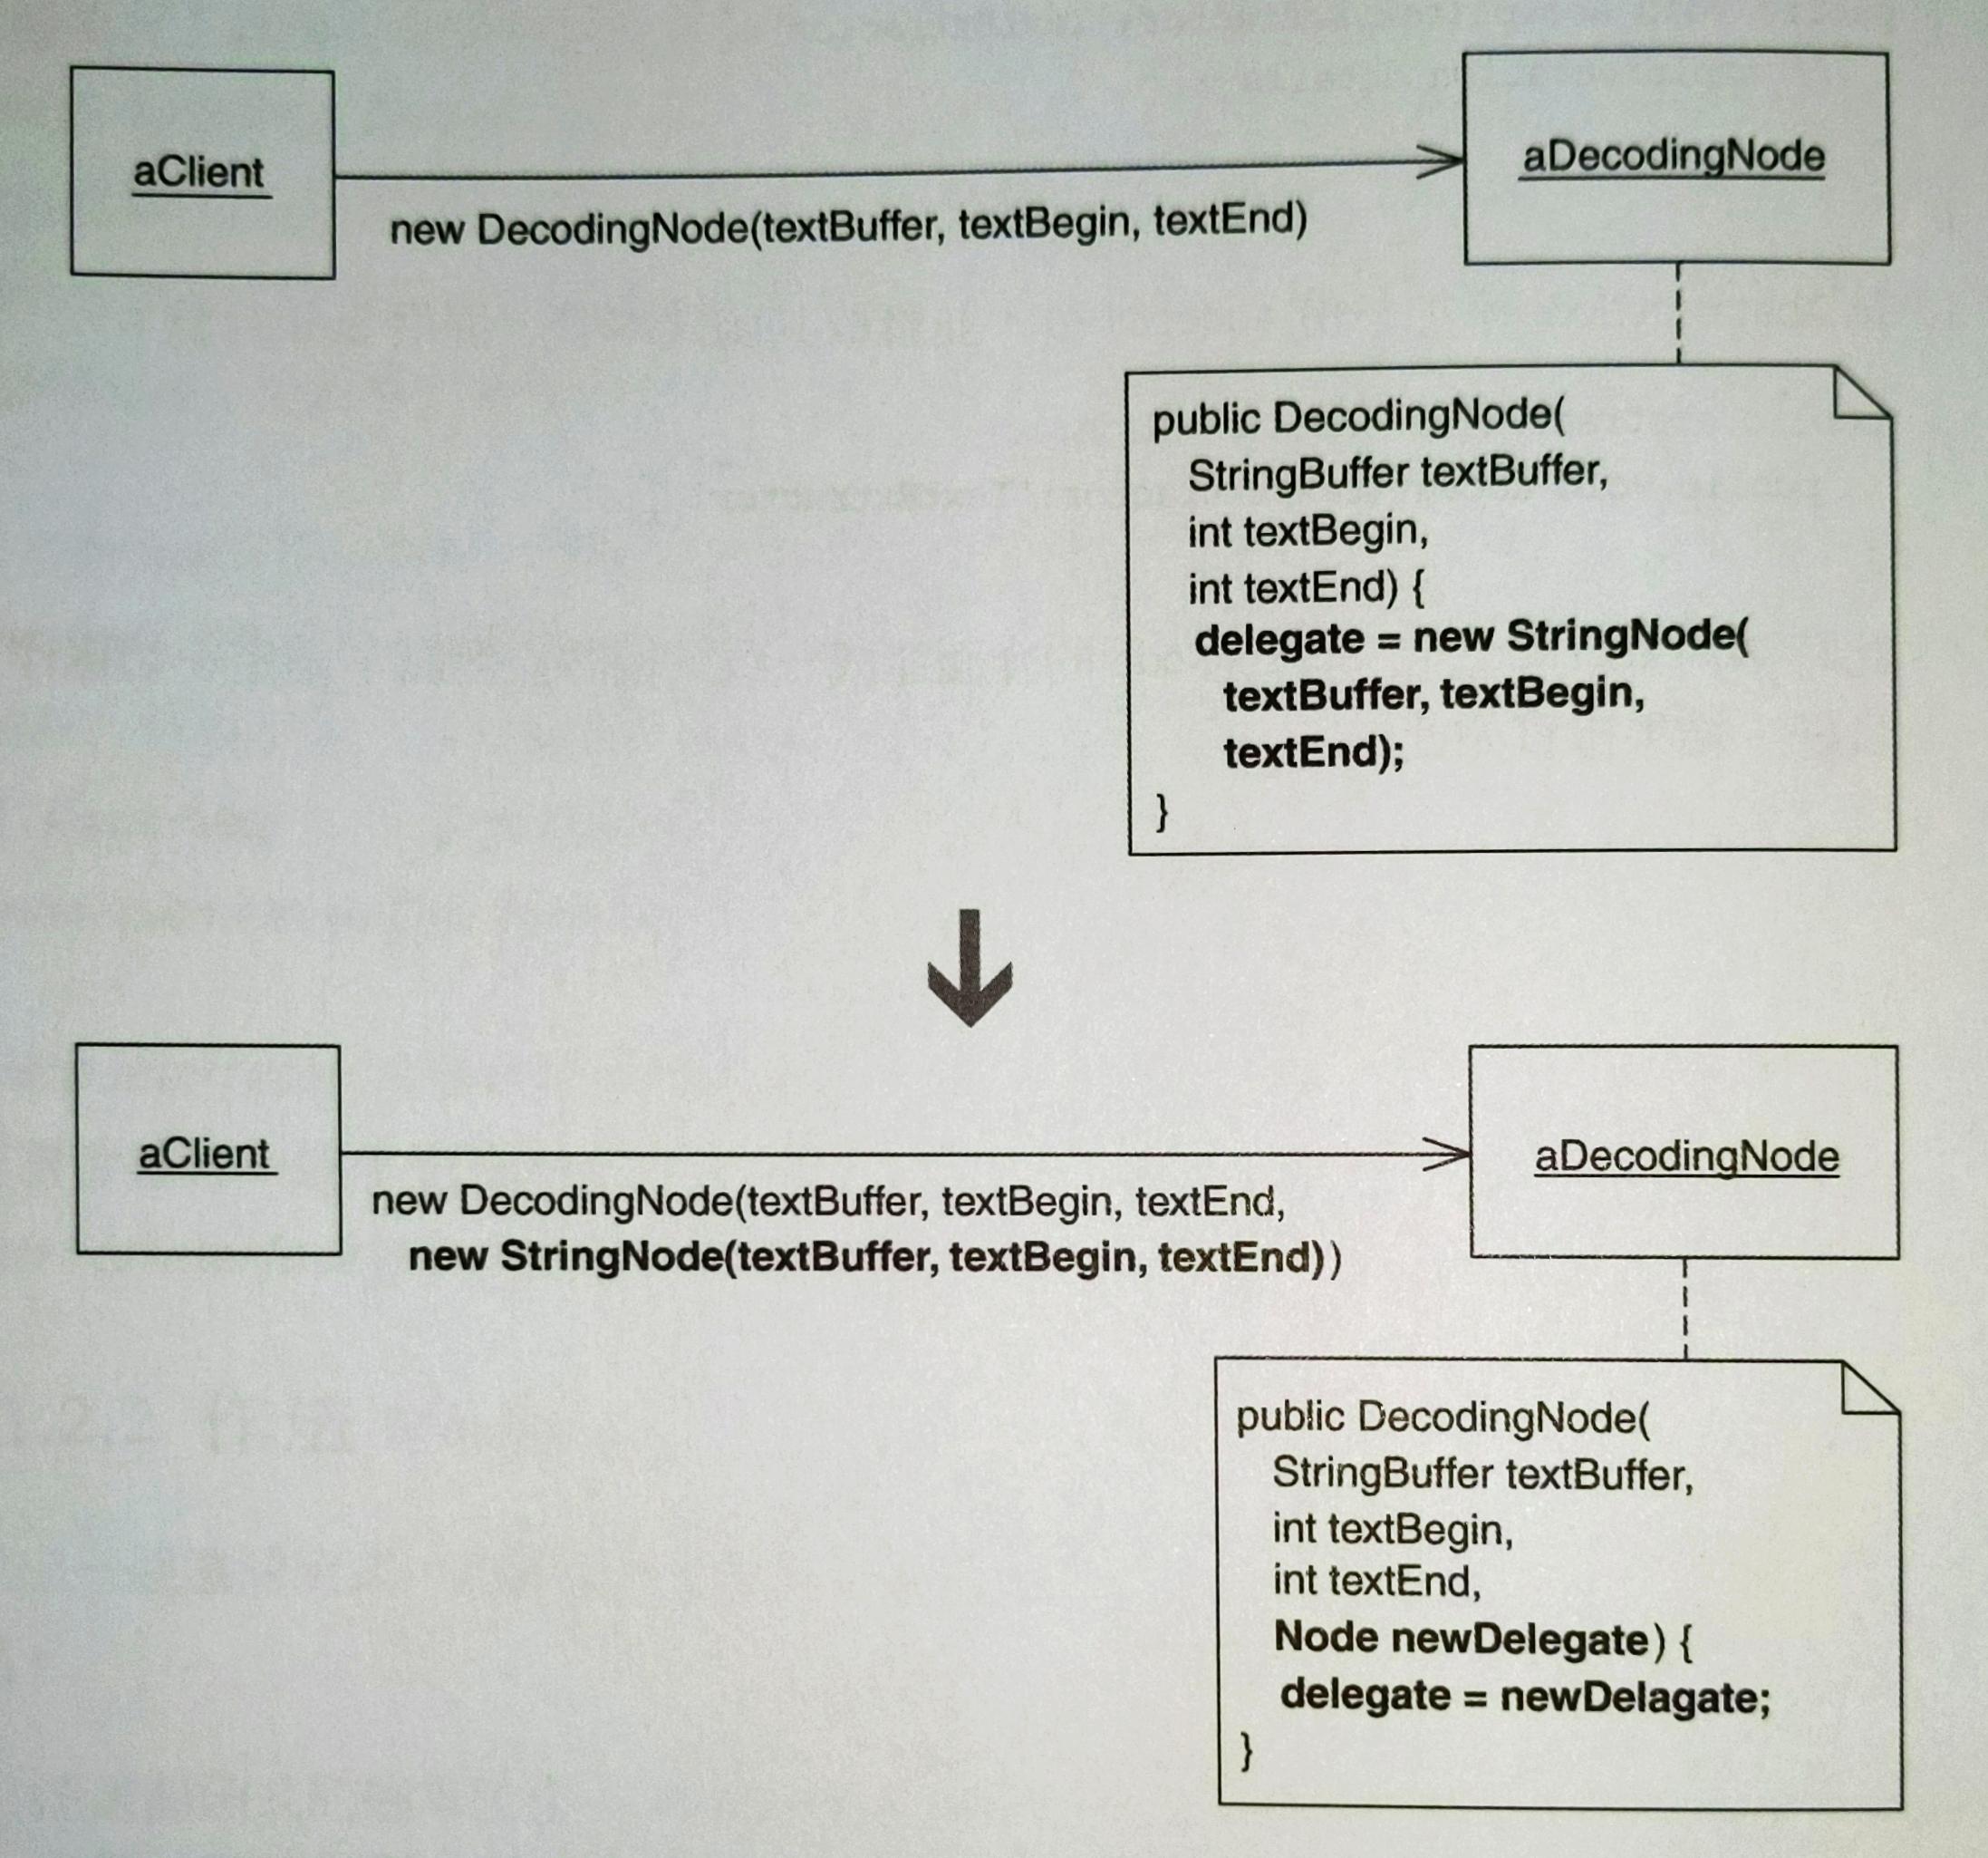 aClient
aDecodingNode
new DecodingNode(textBuffer, textBegin, textEnd)
public DecodingNode(
StringBuffer textBuffer,
int textBegin,
int textEnd) {
delegate = new StringNode(
textBuffer, textBegin,
textEnd);
}
aClient
aDecodingNode
new DecodingNode(textBuffer, textBegin, textEnd,
new StringNode(textBuffer, textBegin, textEnd))
public DecodingNode(
StringBuffer textBuffer,
int textBegin,
int textEnd,
Node newDelegate) {
delegate = newDelagate;
}